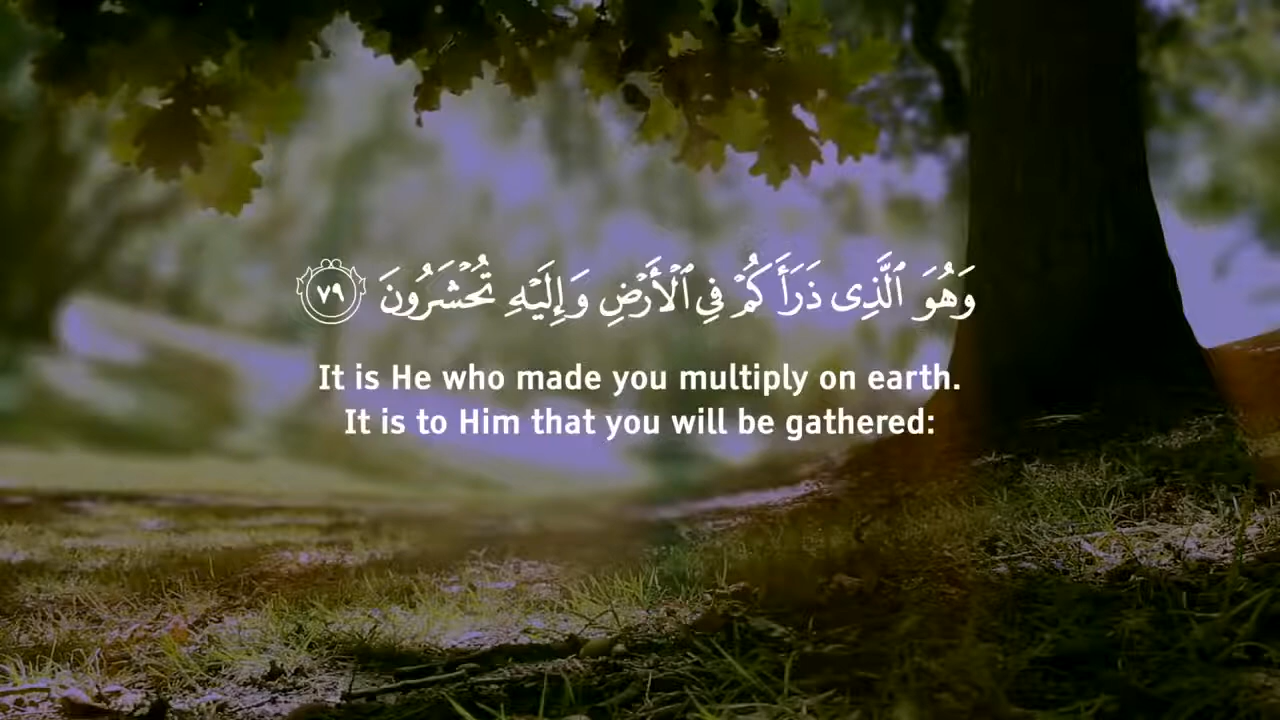 وَهُوَ ٱلَّذِى ذَرَأَكُمْ فِى ٱلْأَرْضِ وَإِلَيْهِ تُحْشَرُونَ ٧٩
It is He who made you multiply on earth.
It is to Him that you will be gathered: